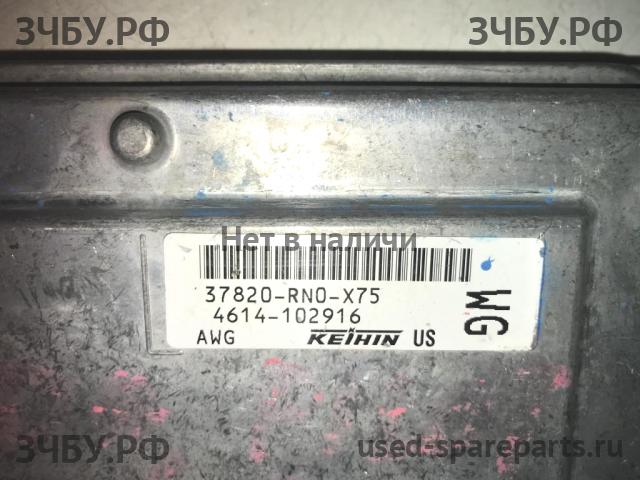 ЗЧБУ.РФ ЗЧБУ.РФ
Нет в наличи
37820-RN0-X75
4614-102916
AWG KEIHIN US
WG
ЗЧБУ.РФ
used-spareparts.ru